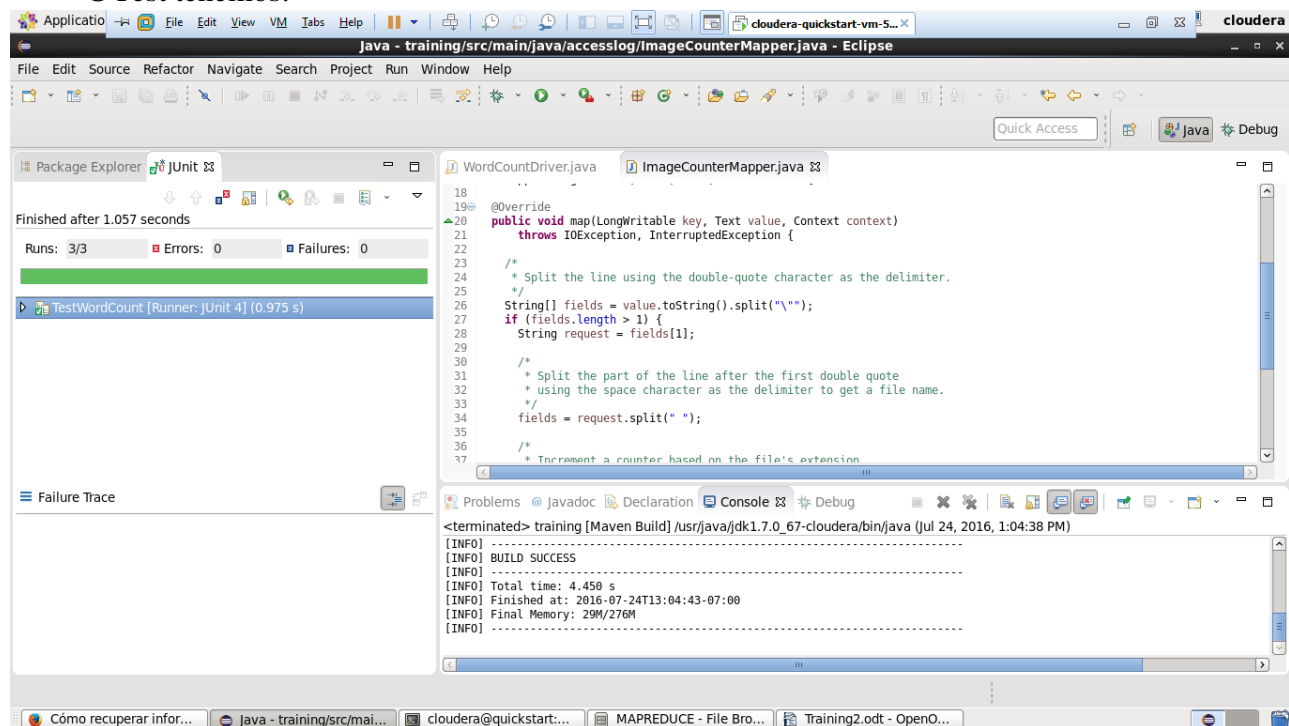 Test tenemos:
Applicatio File Edit View VM Tabs Help cloudera-quickstart-vm-5... cloudera
Java - training/src/main/java/accesslog/ImageCounterMapper.java - Eclipse
File Edit Source Refactor Navigate Search Project Run Window Help
Quick Access Java Debug
Package Explorer JUnit
Finished after 1.057 seconds
Runs: 3/3 Errors: 0 Failures: 0
TestWordCount [Runner: JUnit 4] (0.975 s)
Failure Trace
WordCountDriver.java ImageCounterMapper.java
18
19 @Override
20 public void map(LongWritable key, Text value, Context context)
21 throws IOException, InterruptedException {
22
23 /*
24 * Split the line using the double-quote character as the delimiter.
25 */
26 String[] fields = value.toString().split("\"");
27 if (fields.length > 1) {
28 String request = fields[1];
29
30 /*
31 * Split the part of the line after the first double quote
32 * using the space character as the delimiter to get a file name.
33 */
34 fields = request.split(" ");
35
36 /*
37 * Increment a counter based on the file's extension
Problems @ Javadoc Declaration Console Debug
<terminated> training [Maven Build] /usr/java/jdk1.7.0_67-cloudera/bin/java (Jul 24, 2016, 1:04:38 PM)
[INFO] ------------------------------------------------------------------------
[INFO] BUILD SUCCESS
[INFO] ------------------------------------------------------------------------
[INFO] Total time: 4.450 s
[INFO] Finished at: 2016-07-24T13:04:43-07:00
[INFO] Final Memory: 29M/276M
[INFO] ------------------------------------------------------------------------
Cómo recuperar infor... Java - training/src/mai... cloudera@quickstart:... MAPREDUCE - File Bro... Training2.odt - OpenO...